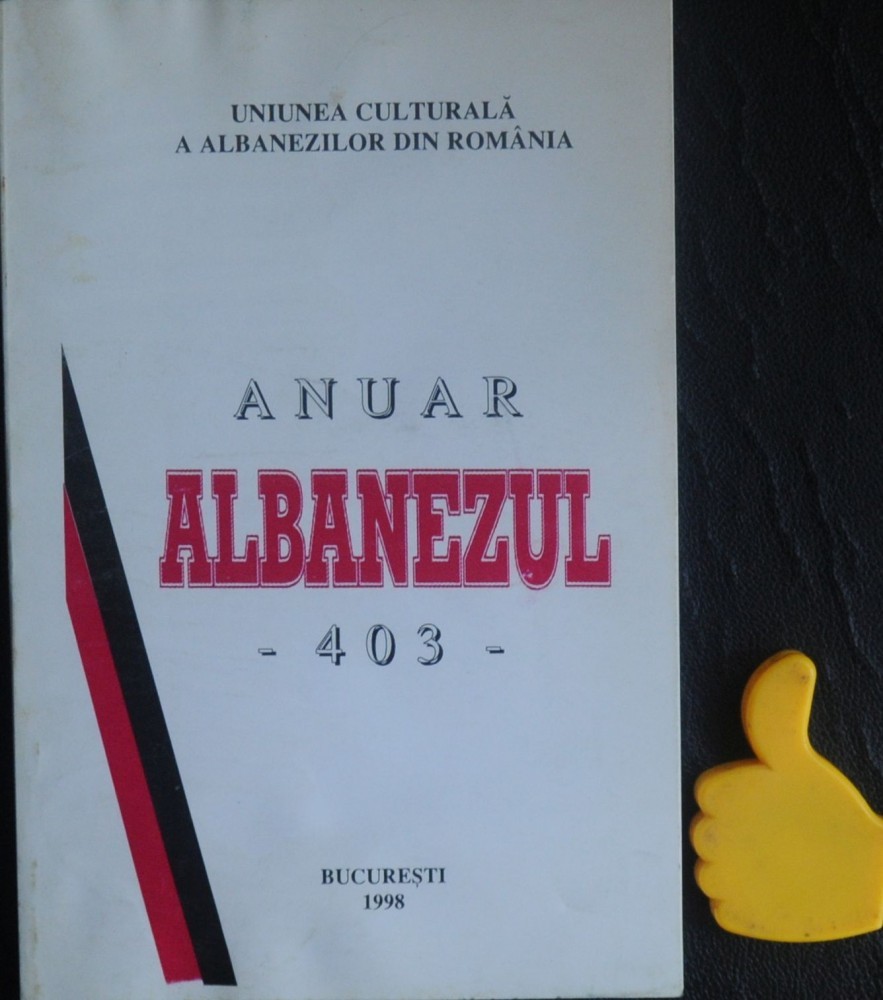 UNIUNEA CULTURALĂ
A ALBANEZILOR DIN ROMÂNIA
ANUAR
ALBANEZUL
- 403 -
BUCUREȘTI
1998